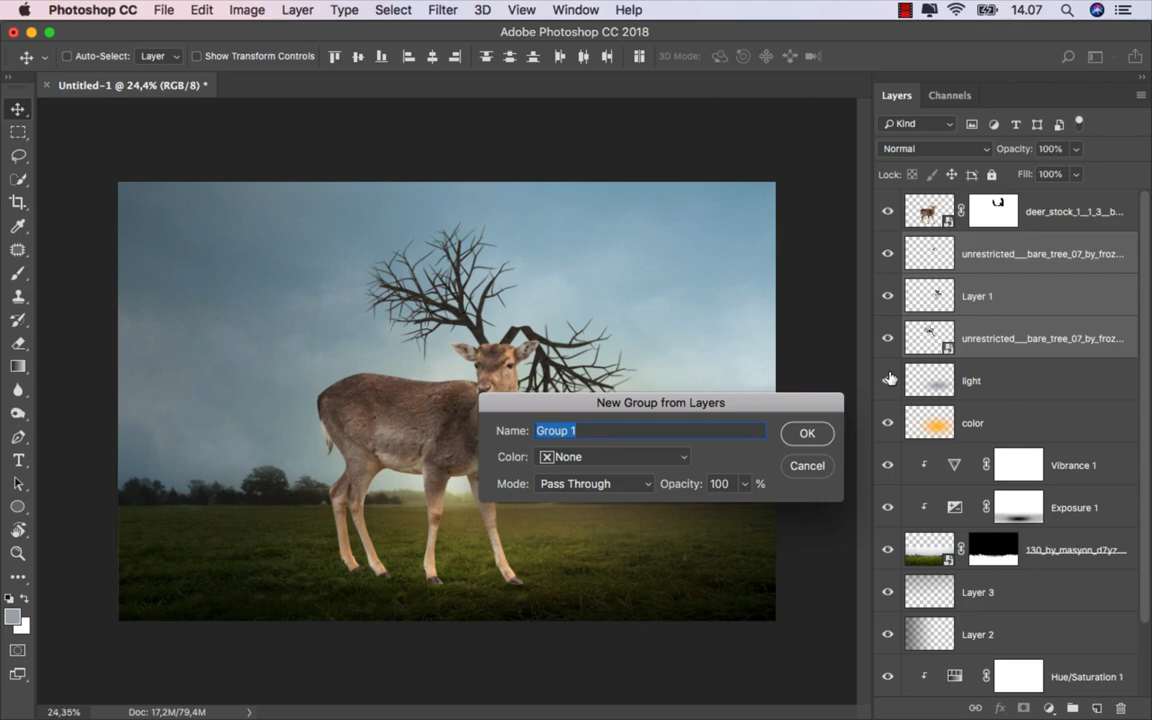 Photoshop CC File Edit Image Layer Type Select Filter 3D View Window Help 14.07
Adobe Photoshop CC 2018
Auto-Select: Layer Show Transform Controls 3D Mode:
Untitled-1 @ 24,4% (RGB/8) *
Layers Channels
Kind
Normal Opacity: 100%
Lock: Fill: 100%
deer_stock_1__1_3__b...
unrestricted__bare_tree_07_by_froz...
Layer 1
unrestricted__bare_tree_07_by_froz...
light
color
Vibrance 1
Exposure 1
130_by_masyon_d7yz...
Layer 3
Layer 2
Hue/Saturation 1
New Group from Layers
Name: Group 1 OK
Color: None Cancel
Mode: Pass Through Opacity: 100 %
24,35% Doc: 17,2M/79,4M